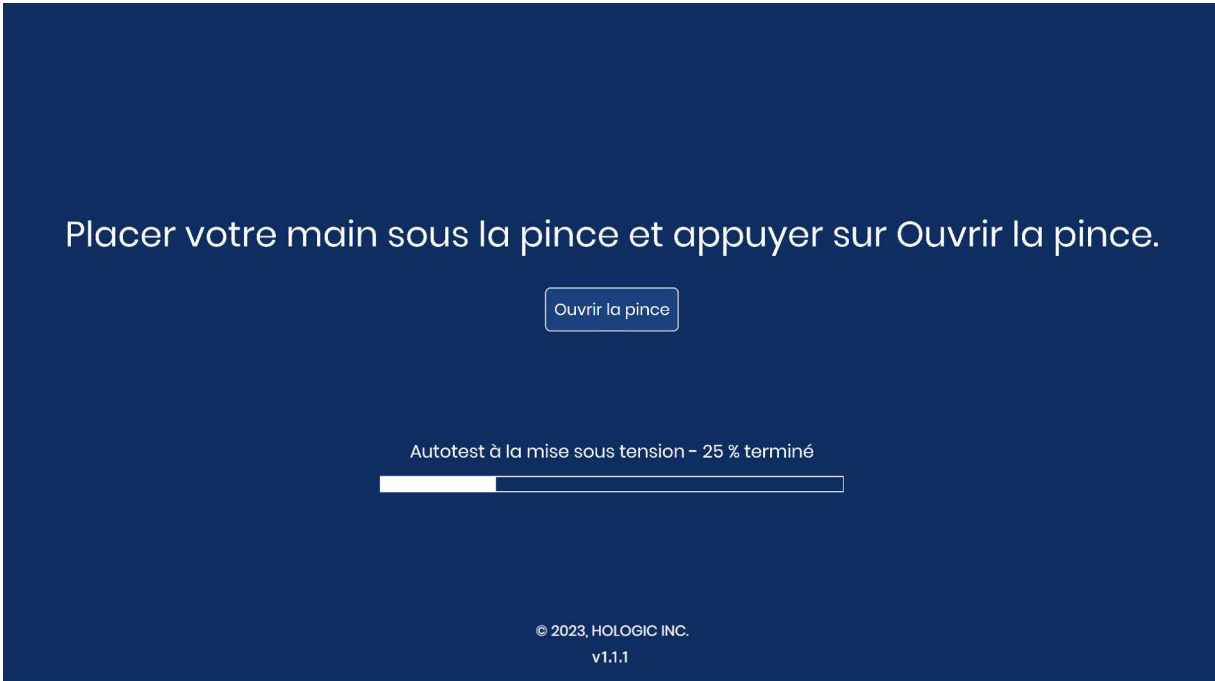 Placer votre main sous la pince et appuyer sur Ouvrir la pince.
Ouvrir la pince
Autotest à la mise sous tension - 25 % terminé
© 2023, HOLOGIC INC.
v1.1.1